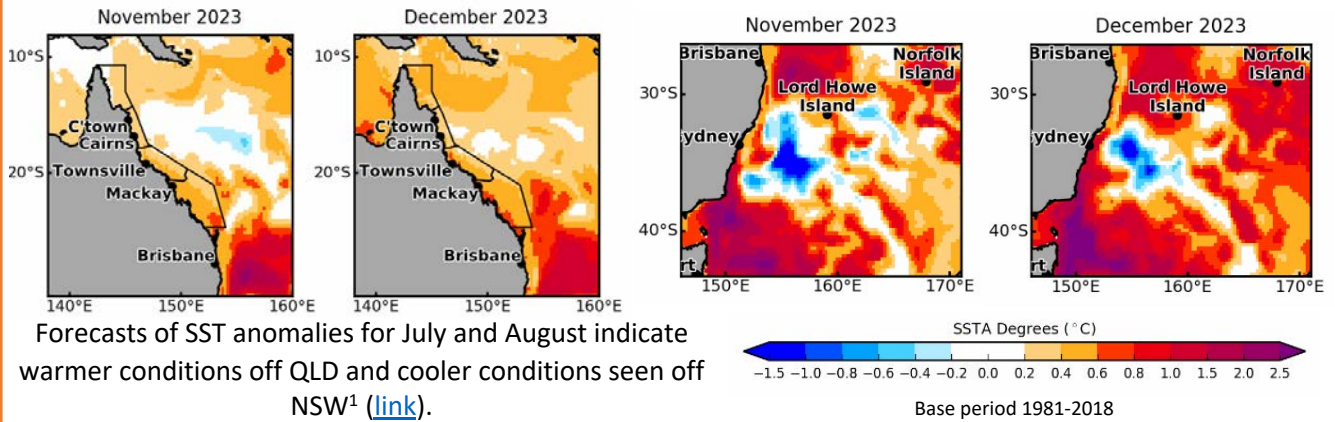 November 2023
10°S
20°S
C'town
Cairns
Townsville
Mackay
Brisbane
140°E 150°E 160°E
December 2023
10°S
20°S
C'town
Cairns
Townsville
Mackay
Brisbane
140°E 150°E 160°E
November 2023
Brisbane
Norfolk
Island
30°S
Lord Howe
Island
ydney
40°S
rt
150°E 160°E 170°E
December 2023
Brisbane
Norfolk
Island
30°S
Lord Howe
Island
ydney
40°S
rt
150°E 160°E 170°E
Forecasts of SST anomalies for July and August indicate
warmer conditions off QLD and cooler conditions seen off
NSW¹ (link).
SSTA Degrees (°C)
−1.5 −1.0 −0.8 −0.6 −0.4 −0.2 0.0 0.2 0.4 0.6 0.8 1.0 1.5 2.0 2.5
Base period 1981-2018